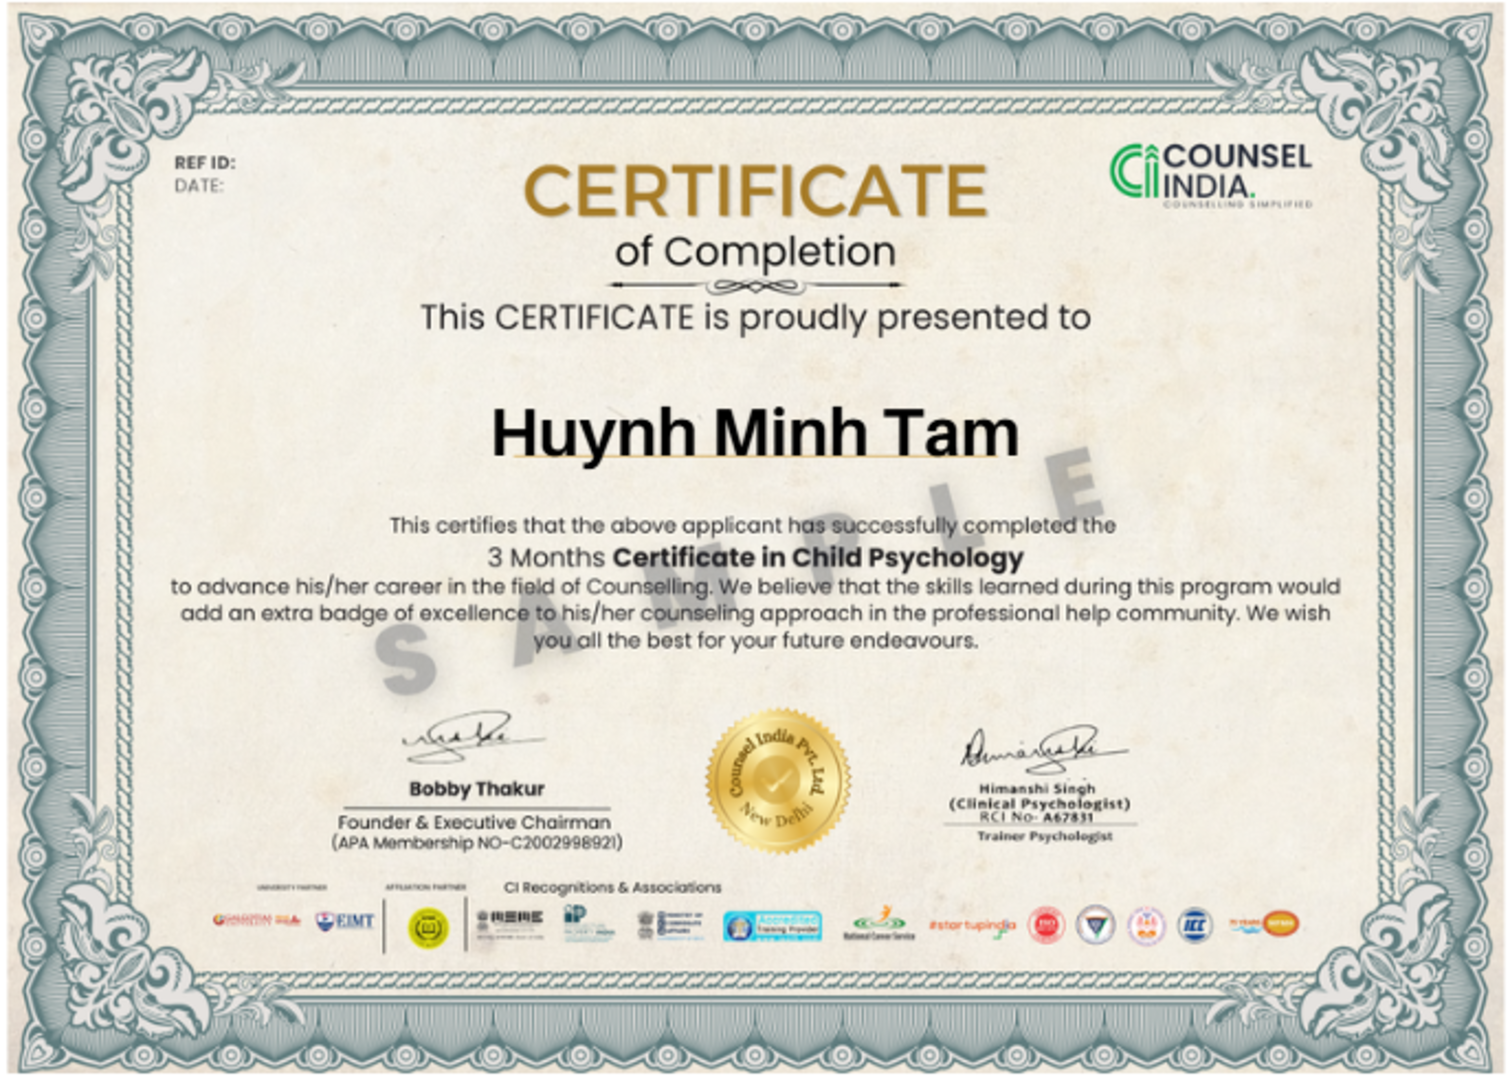 REF ID:
DATE:
COUNSEL
INDIA.
COUNSELLING SIMPLIFIED
CERTIFICATE
of Completion
This CERTIFICATE is proudly presented to
Huynh Minh Tam
This certifies that the above applicant has successfully completed the
3 Months Certificate in Child Psychology
to advance his/her career in the field of Counselling. We believe that the skills learned during this program would
add an extra badge of excellence to his/her counseling approach in the professional help community. We wish
you all the best for your future endeavours.
SAMPLE
Bobby Thakur
Founder & Executive Chairman
(APA Membership NO-C2002998921)
Counsel India Pvt. Ltd.
New Delhi
Himanshi Singh
(Clinical Psychologist)
RCI No- A67831
Trainer Psychologist
UNIVERSITY PARTNER
AFFILIATION PARTNER
CI Recognitions & Associations
EIMT
Accredited
Training Provider
National Career Service
#startupindia
ISO
ICC